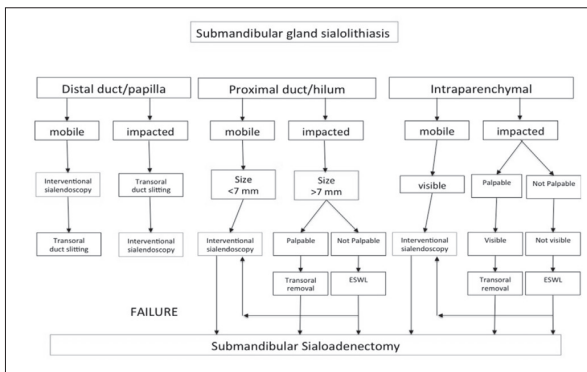 Submandibular gland sialolithiasis
Distal duct/papilla
Proximal duct/hilum
Intraparenchymal
mobile
impacted
mobile
impacted
mobile
impacted
Interventional
sialendoscopy
Transoral
duct slitting
Size
<7 mm
Size
>7 mm
visible
Palpable
Not Palpable
Transoral
duct slitting
Interventional
sialendoscopy
Interventional
sialendoscopy
Palpable
Not Palpable
Interventional
sialendoscopy
Visible
Not visible
Transoral
removal
ESWL
Transoral
removal
ESWL
FAILURE
Submandibular Sialoadenectomy